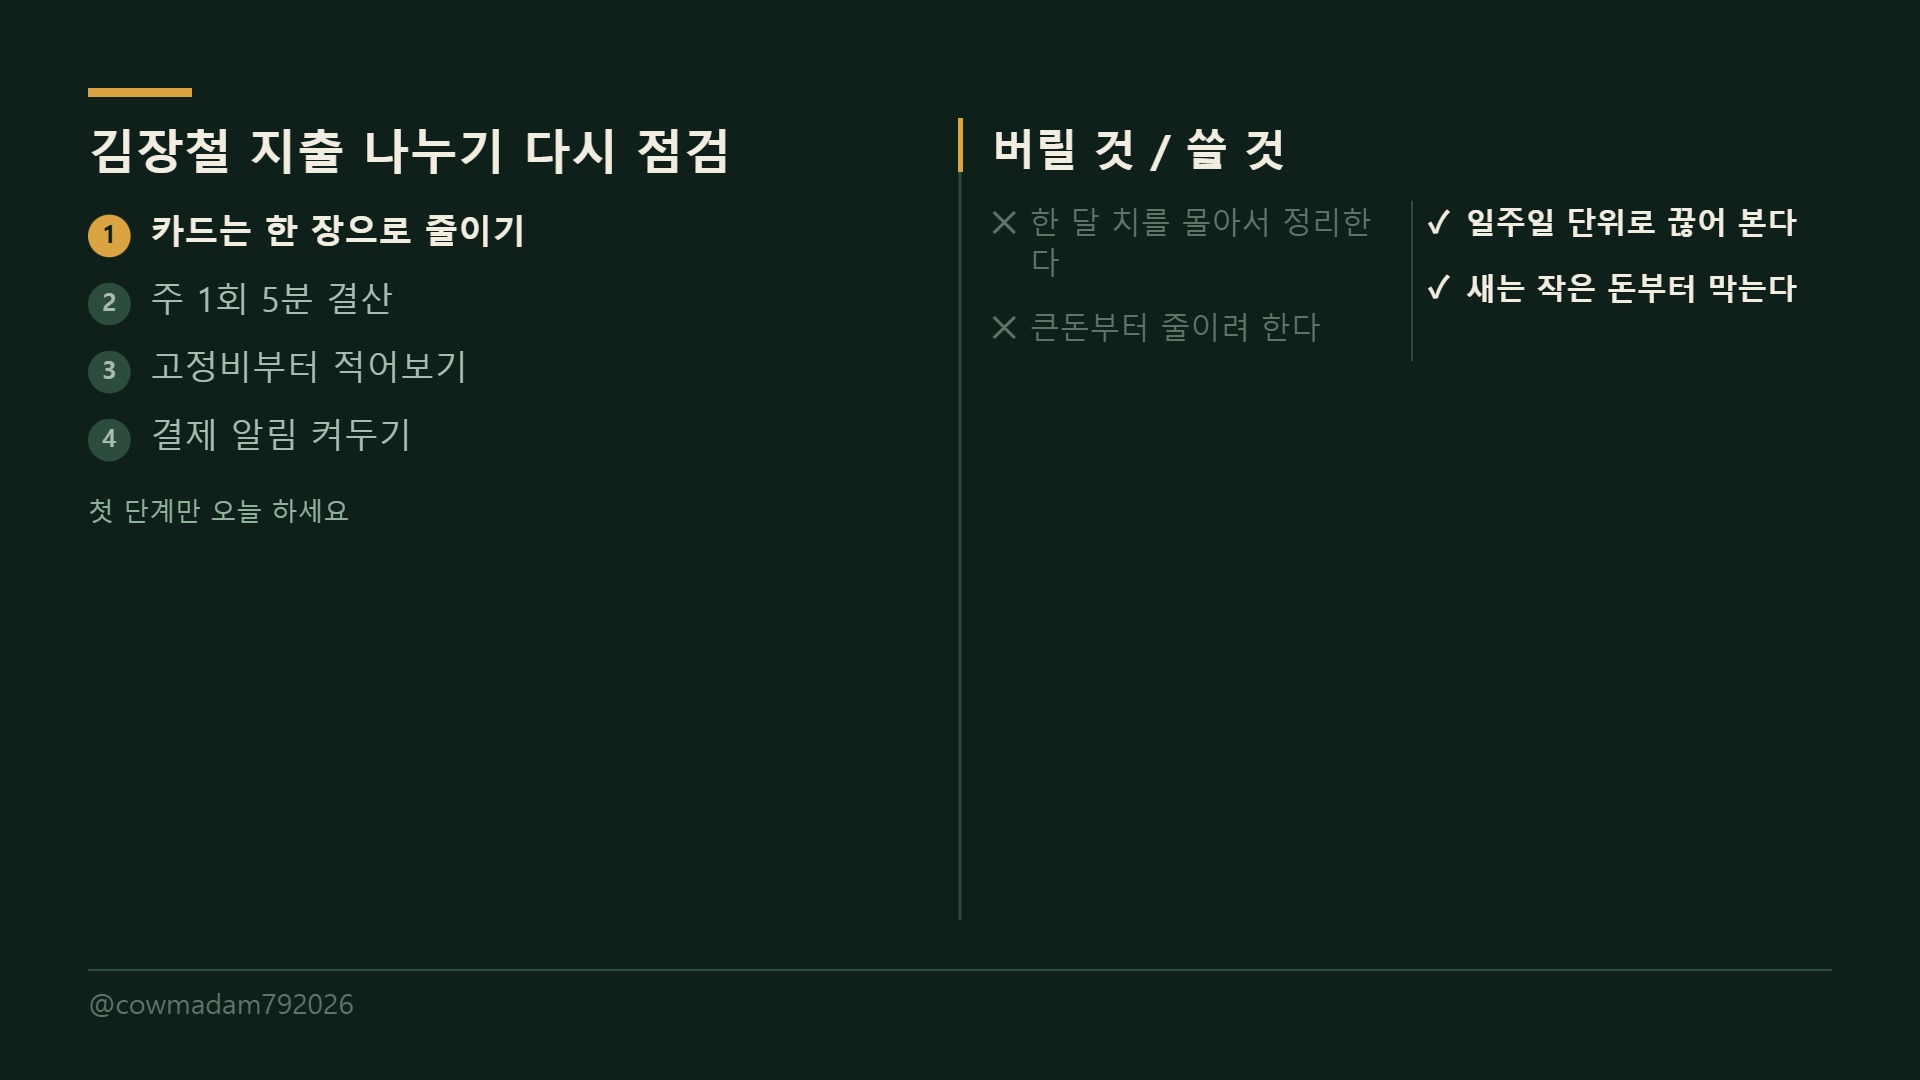 김장철 지출 나누기 다시 점검
1 카드는 한 장으로 줄이기
2 주 1회 5분 결산
3 고정비부터 적어보기
4 결제 알림 켜두기
첫 단계만 오늘 하세요
버릴 것 / 쓸 것
✕ 한 달 치를 몰아서 정리한
다
✕ 큰돈부터 줄이려 한다
✓ 일주일 단위로 끊어 본다
✓ 새는 작은 돈부터 막는다
@cowmadam792026